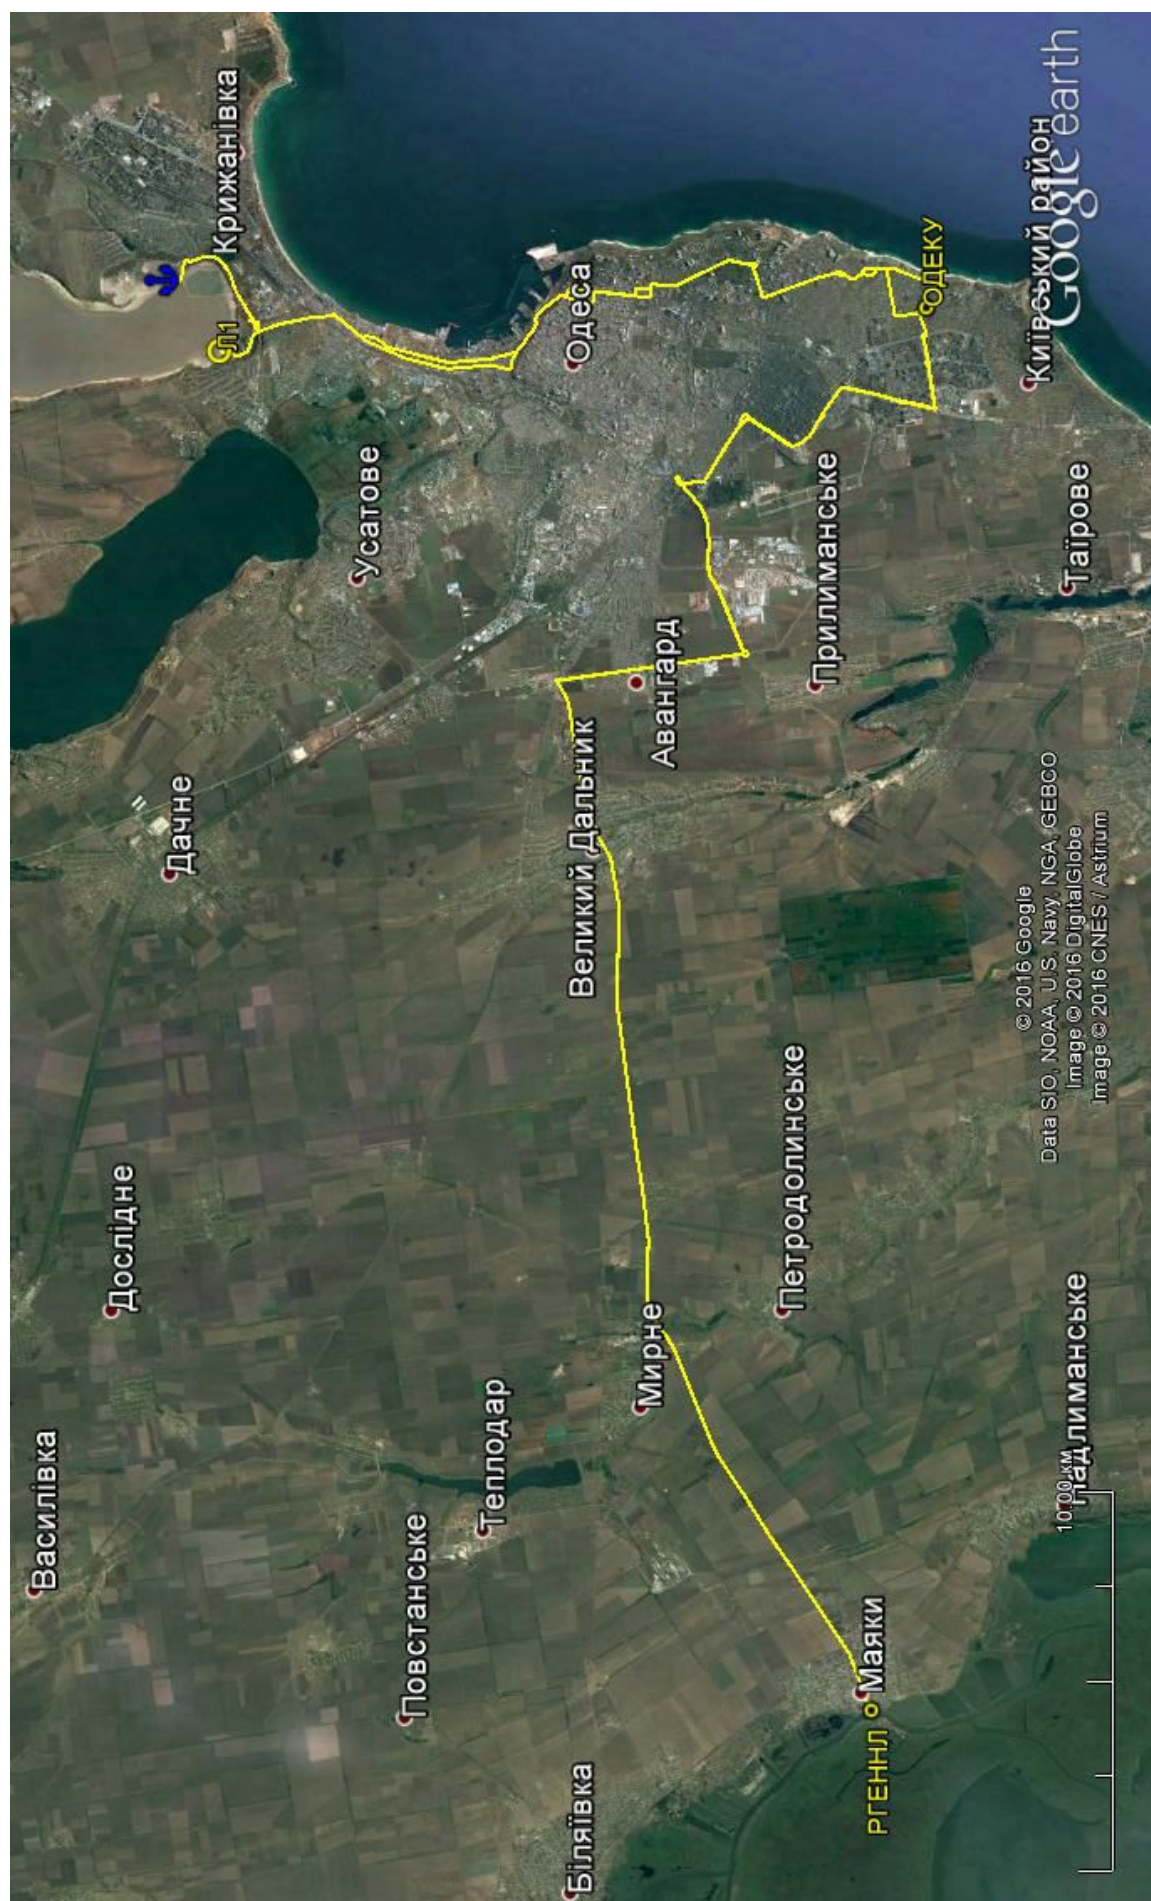 Василівка
Дослідне
Дачне
Крижанівка
Л1
Повстанське
Теплодар
Усатове
Біляївка
Мирне
Великий Дальник
Авангард
Одеса
РГЕННЛ
Маяки
Петродолинське
Прилиманське
ОДЕКУ
Надлиманське
10.00 км
Таїрове
Київський район
Google earth
© 2016 Google
Data SIO, NOAA, U.S. Navy, NGA, GEBCO
Image © 2016 DigitalGlobe
Image © 2016 CNES / Astrium